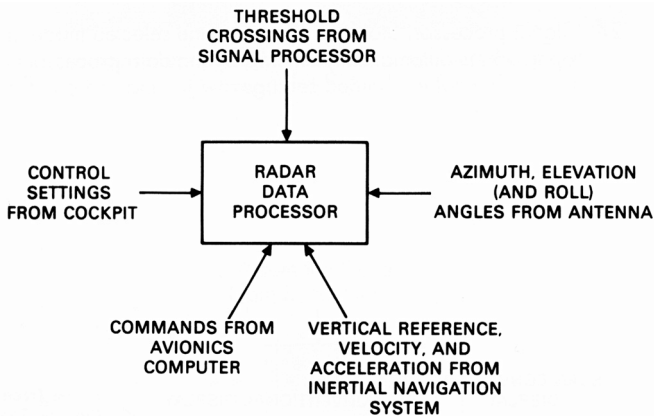 THRESHOLD
CROSSINGS FROM
SIGNAL PROCESSOR
CONTROL
SETTINGS
FROM COCKPIT
RADAR
DATA
PROCESSOR
AZIMUTH, ELEVATION
(AND ROLL)
ANGLES FROM ANTENNA
COMMANDS FROM
AVIONICS
COMPUTER
VERTICAL REFERENCE,
VELOCITY, AND
ACCELERATION FROM
INERTIAL NAVIGATION
SYSTEM